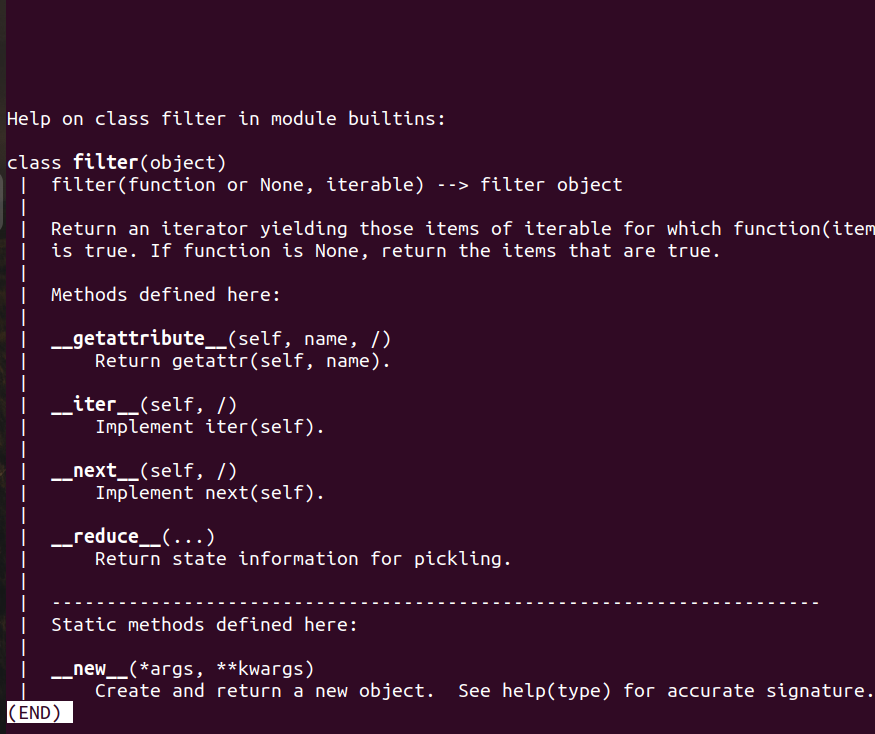 Help on class filter in module builtins:
class filter(object)
 |  filter(function or None, iterable) --> filter object
 |
 |  Return an iterator yielding those items of iterable for which function(item
 |  is true. If function is None, return the items that are true.
 |
 |  Methods defined here:
 |
 |  __getattribute__(self, name, /)
 |      Return getattr(self, name).
 |
 |  __iter__(self, /)
 |      Implement iter(self).
 |
 |  __next__(self, /)
 |      Implement next(self).
 |
 |  __reduce__(...)
 |      Return state information for pickling.
 |
 |  ----------------------------------------------------------------------
 |  Static methods defined here:
 |
 |  __new__(*args, **kwargs)
 |      Create and return a new object.  See help(type) for accurate signature.
(END)